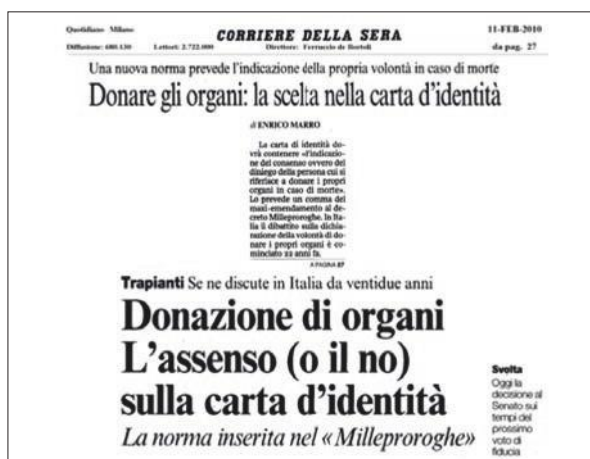 Quotidiano Milano
CORRIERE DELLA SERA
11-FEB-2010
Diffusione: 680.130 Lettori: 2.722.000
Direttore: Ferruccio de Bortoli
da pag. 27
Una nuova norma prevede l'indicazione della propria volontà in caso di morte
Donare gli organi: la scelta nella carta d'identità
di ENRICO MARRO
La carta di identità do-
vrà contenere «l'indicazio-
ne del consenso ovvero del
diniego della persona cui si
riferisce a donare i propri
organi in caso di morte».
Lo prevede un comma del
maxi-emendamento al de-
creto Milleproroghe. In Ita-
lia il dibattito sulla dichia-
razione della volontà di do-
nare i propri organi è co-
minciato 22 anni fa.
A PAGINA 27
Trapianti Se ne discute in Italia da ventidue anni
Donazione di organi
L'assenso (o il no)
sulla carta d'identità
La norma inserita nel «Milleproroghe»
Svolta
Oggi la
decisione al
Senato sui
tempi del
prossimo
voto di
fiducia